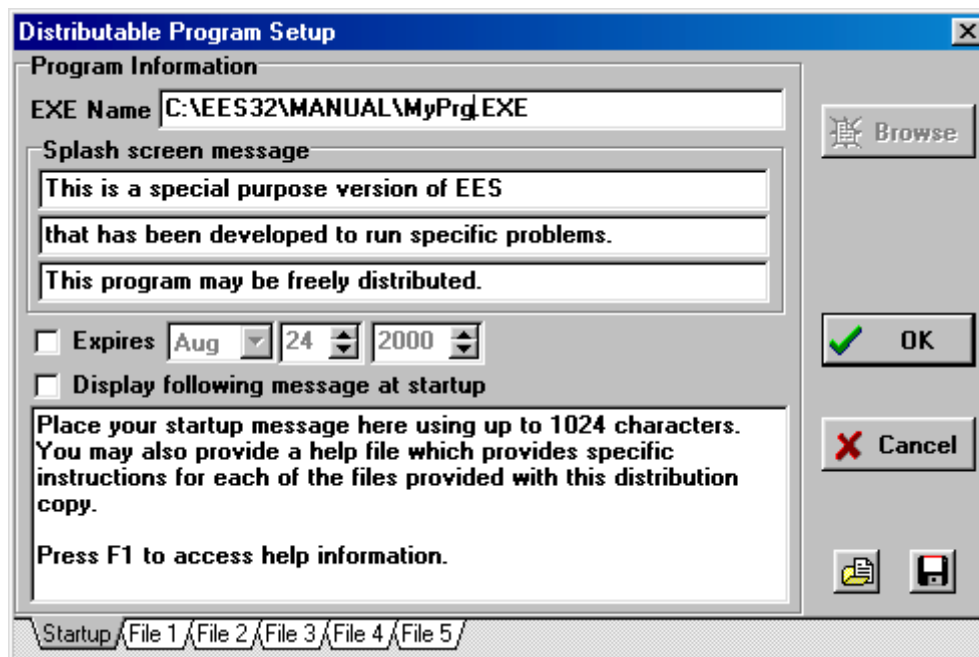 Distributable Program Setup
Program Information
EXE Name C:\EES32\MANUAL\MyPrg.EXE
Browse
Splash screen message
This is a special purpose version of EES
that has been developed to run specific problems.
This program may be freely distributed.
Expires Aug 24 2000
OK
Display following message at startup
Place your startup message here using up to 1024 characters.
You may also provide a help file which provides specific
instructions for each of the files provided with this distribution
copy.
Cancel
Press F1 to access help information.
Startup File 1 File 2 File 3 File 4 File 5